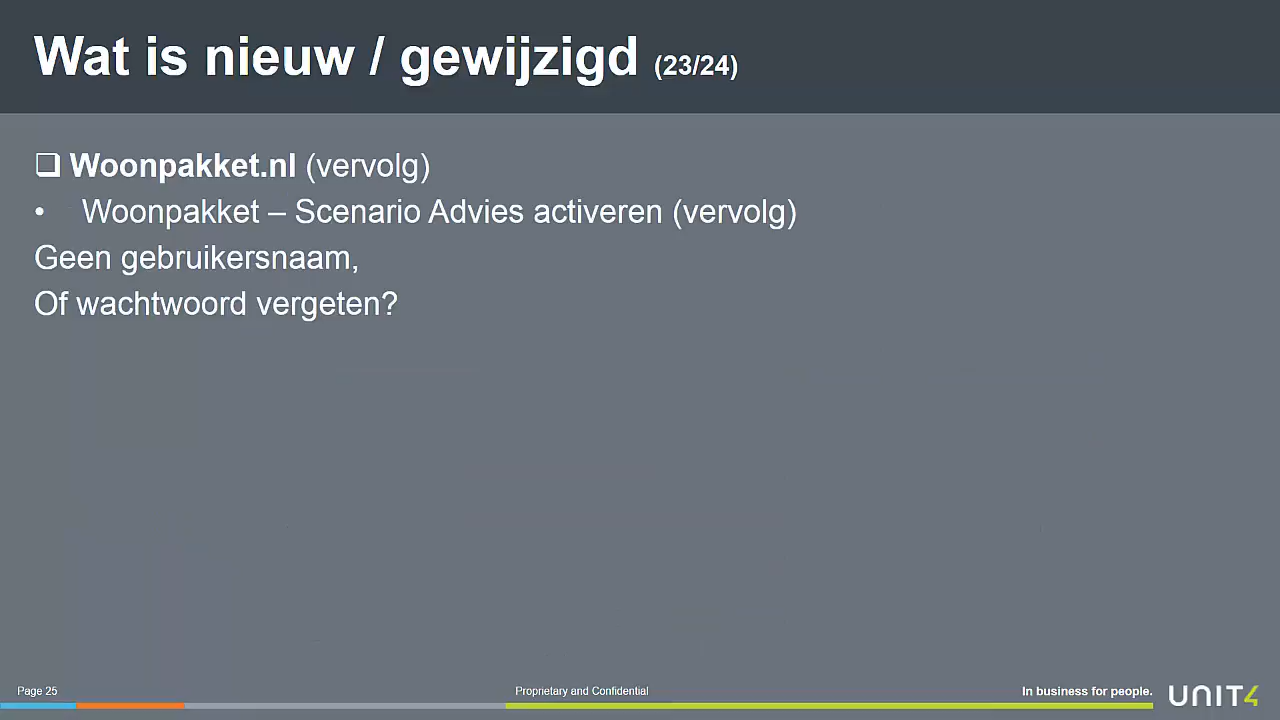 Wat is nieuw / gewijzigd (23/24)
❑ Woonpakket.nl (vervolg)
• Woonpakket – Scenario Advies activeren (vervolg)
Geen gebruikersnaam,
Of wachtwoord vergeten?
Page 25
Proprietary and Confidential
In business for people.
UNIT4